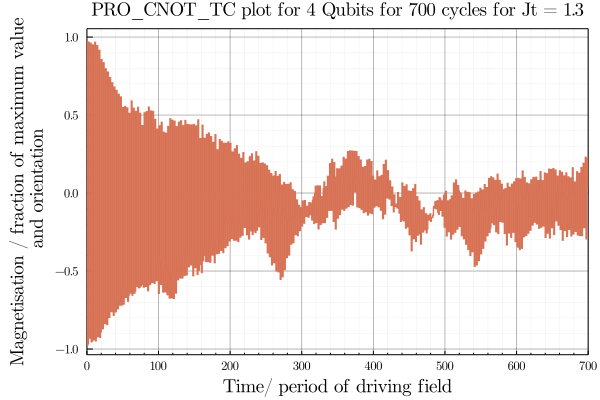 PRO_CNOT_TC plot for 4 Qubits for 700 cycles for Jt = 1.3
Magnetisation / fraction of maximum value
and orientation
1.0
0.5
0.0
−0.5
−1.0
0 100 200 300 400 500 600 700
Time/ period of driving field